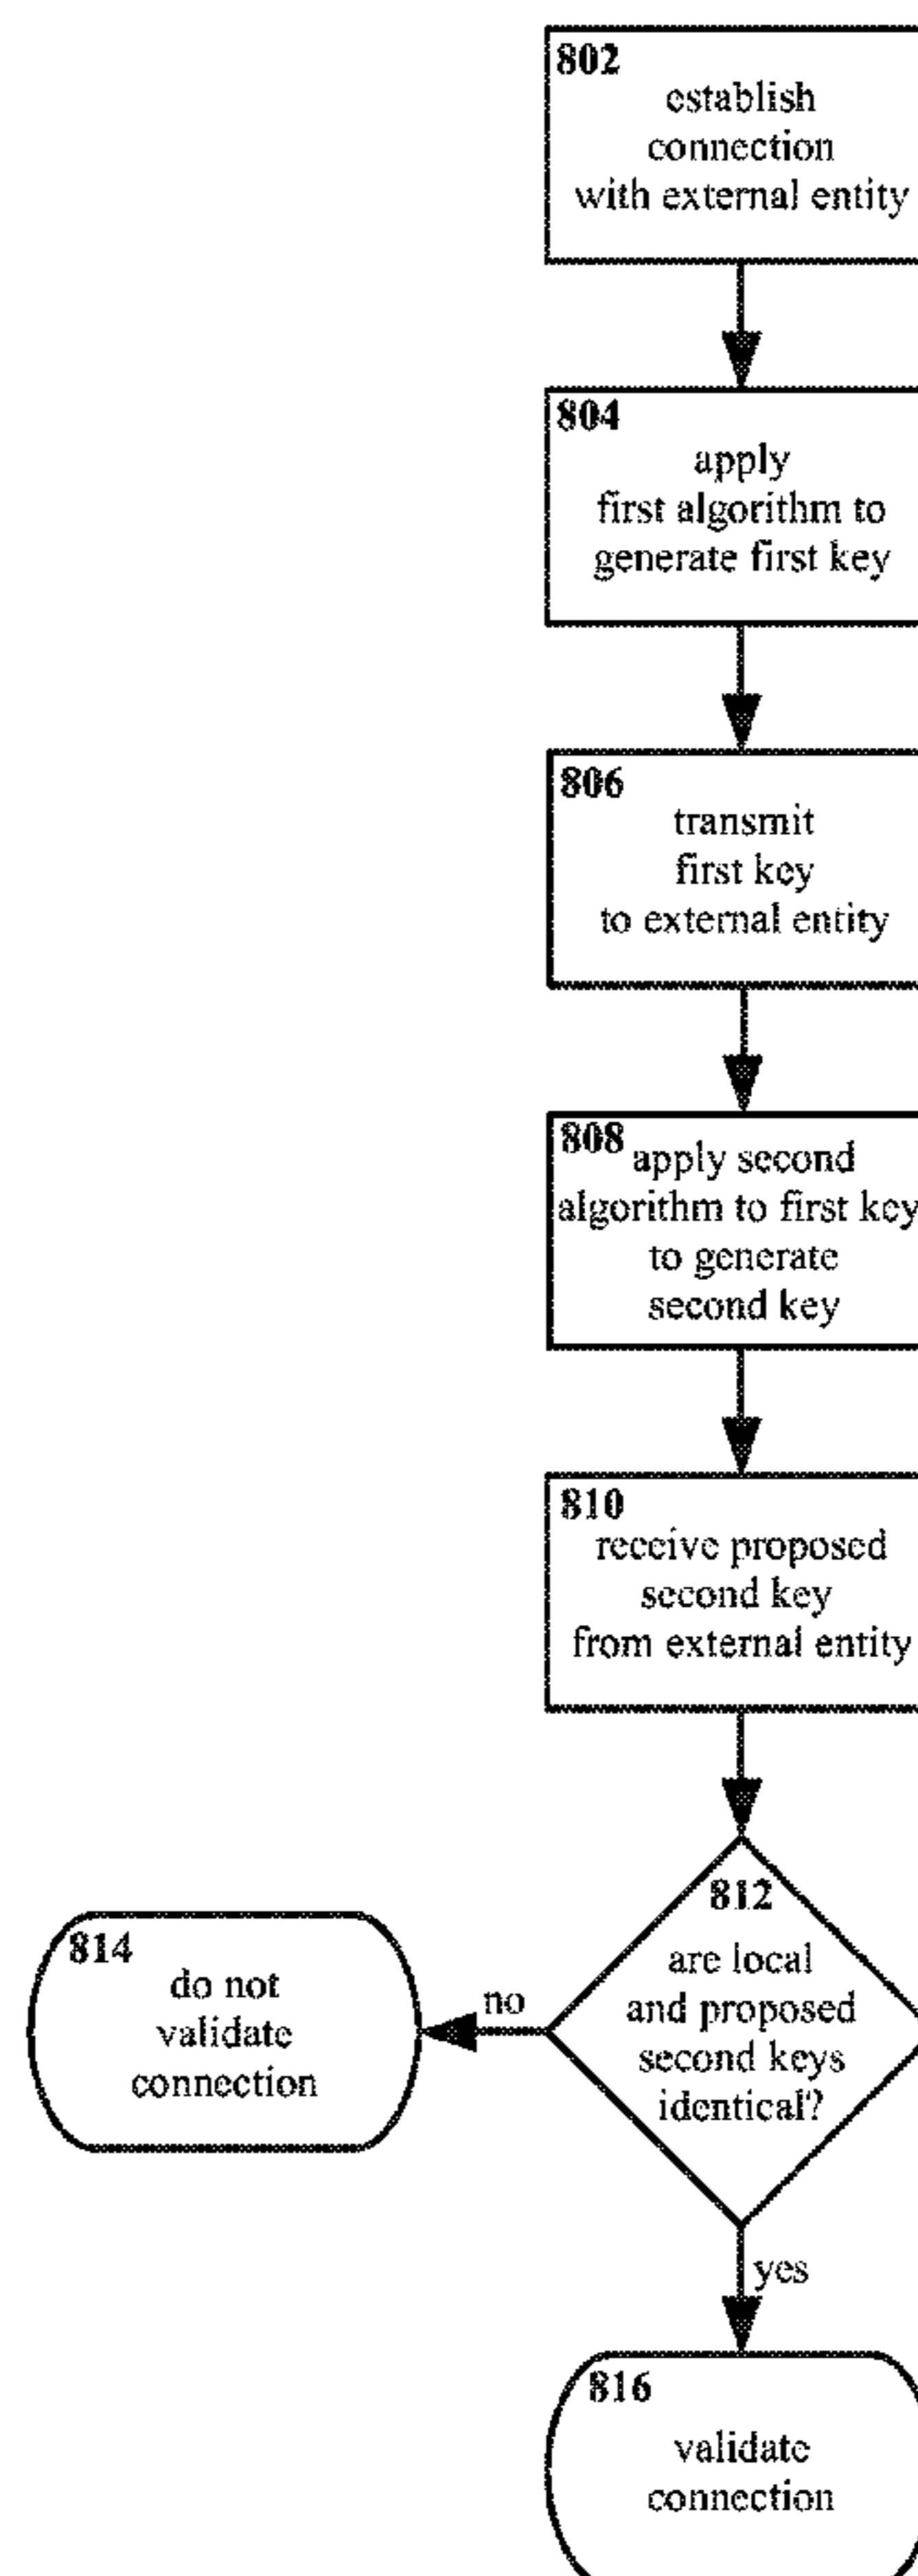 802
establish
connection
with external entity
804
apply
first algorithm to
generate first key
806
transmit
first key
to external entity
808
apply second
algorithm to first key
to generate
second key
810
receive proposed
second key
from external entity
812
are local
and proposed
second keys
identical?
814
do not
validate
connection
no
yes
816
validate
connection